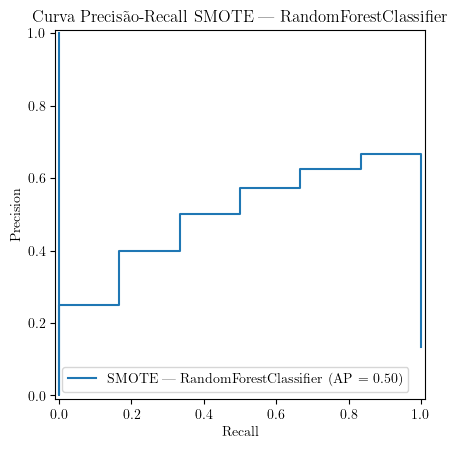 Curva Precisão-Recall SMOTE — RandomForestClassifier
1.0
0.8
0.6
0.4
0.2
0.0
Precision
SMOTE — RandomForestClassifier (AP = 0.50)
0.0 0.2 0.4 0.6 0.8 1.0
Recall